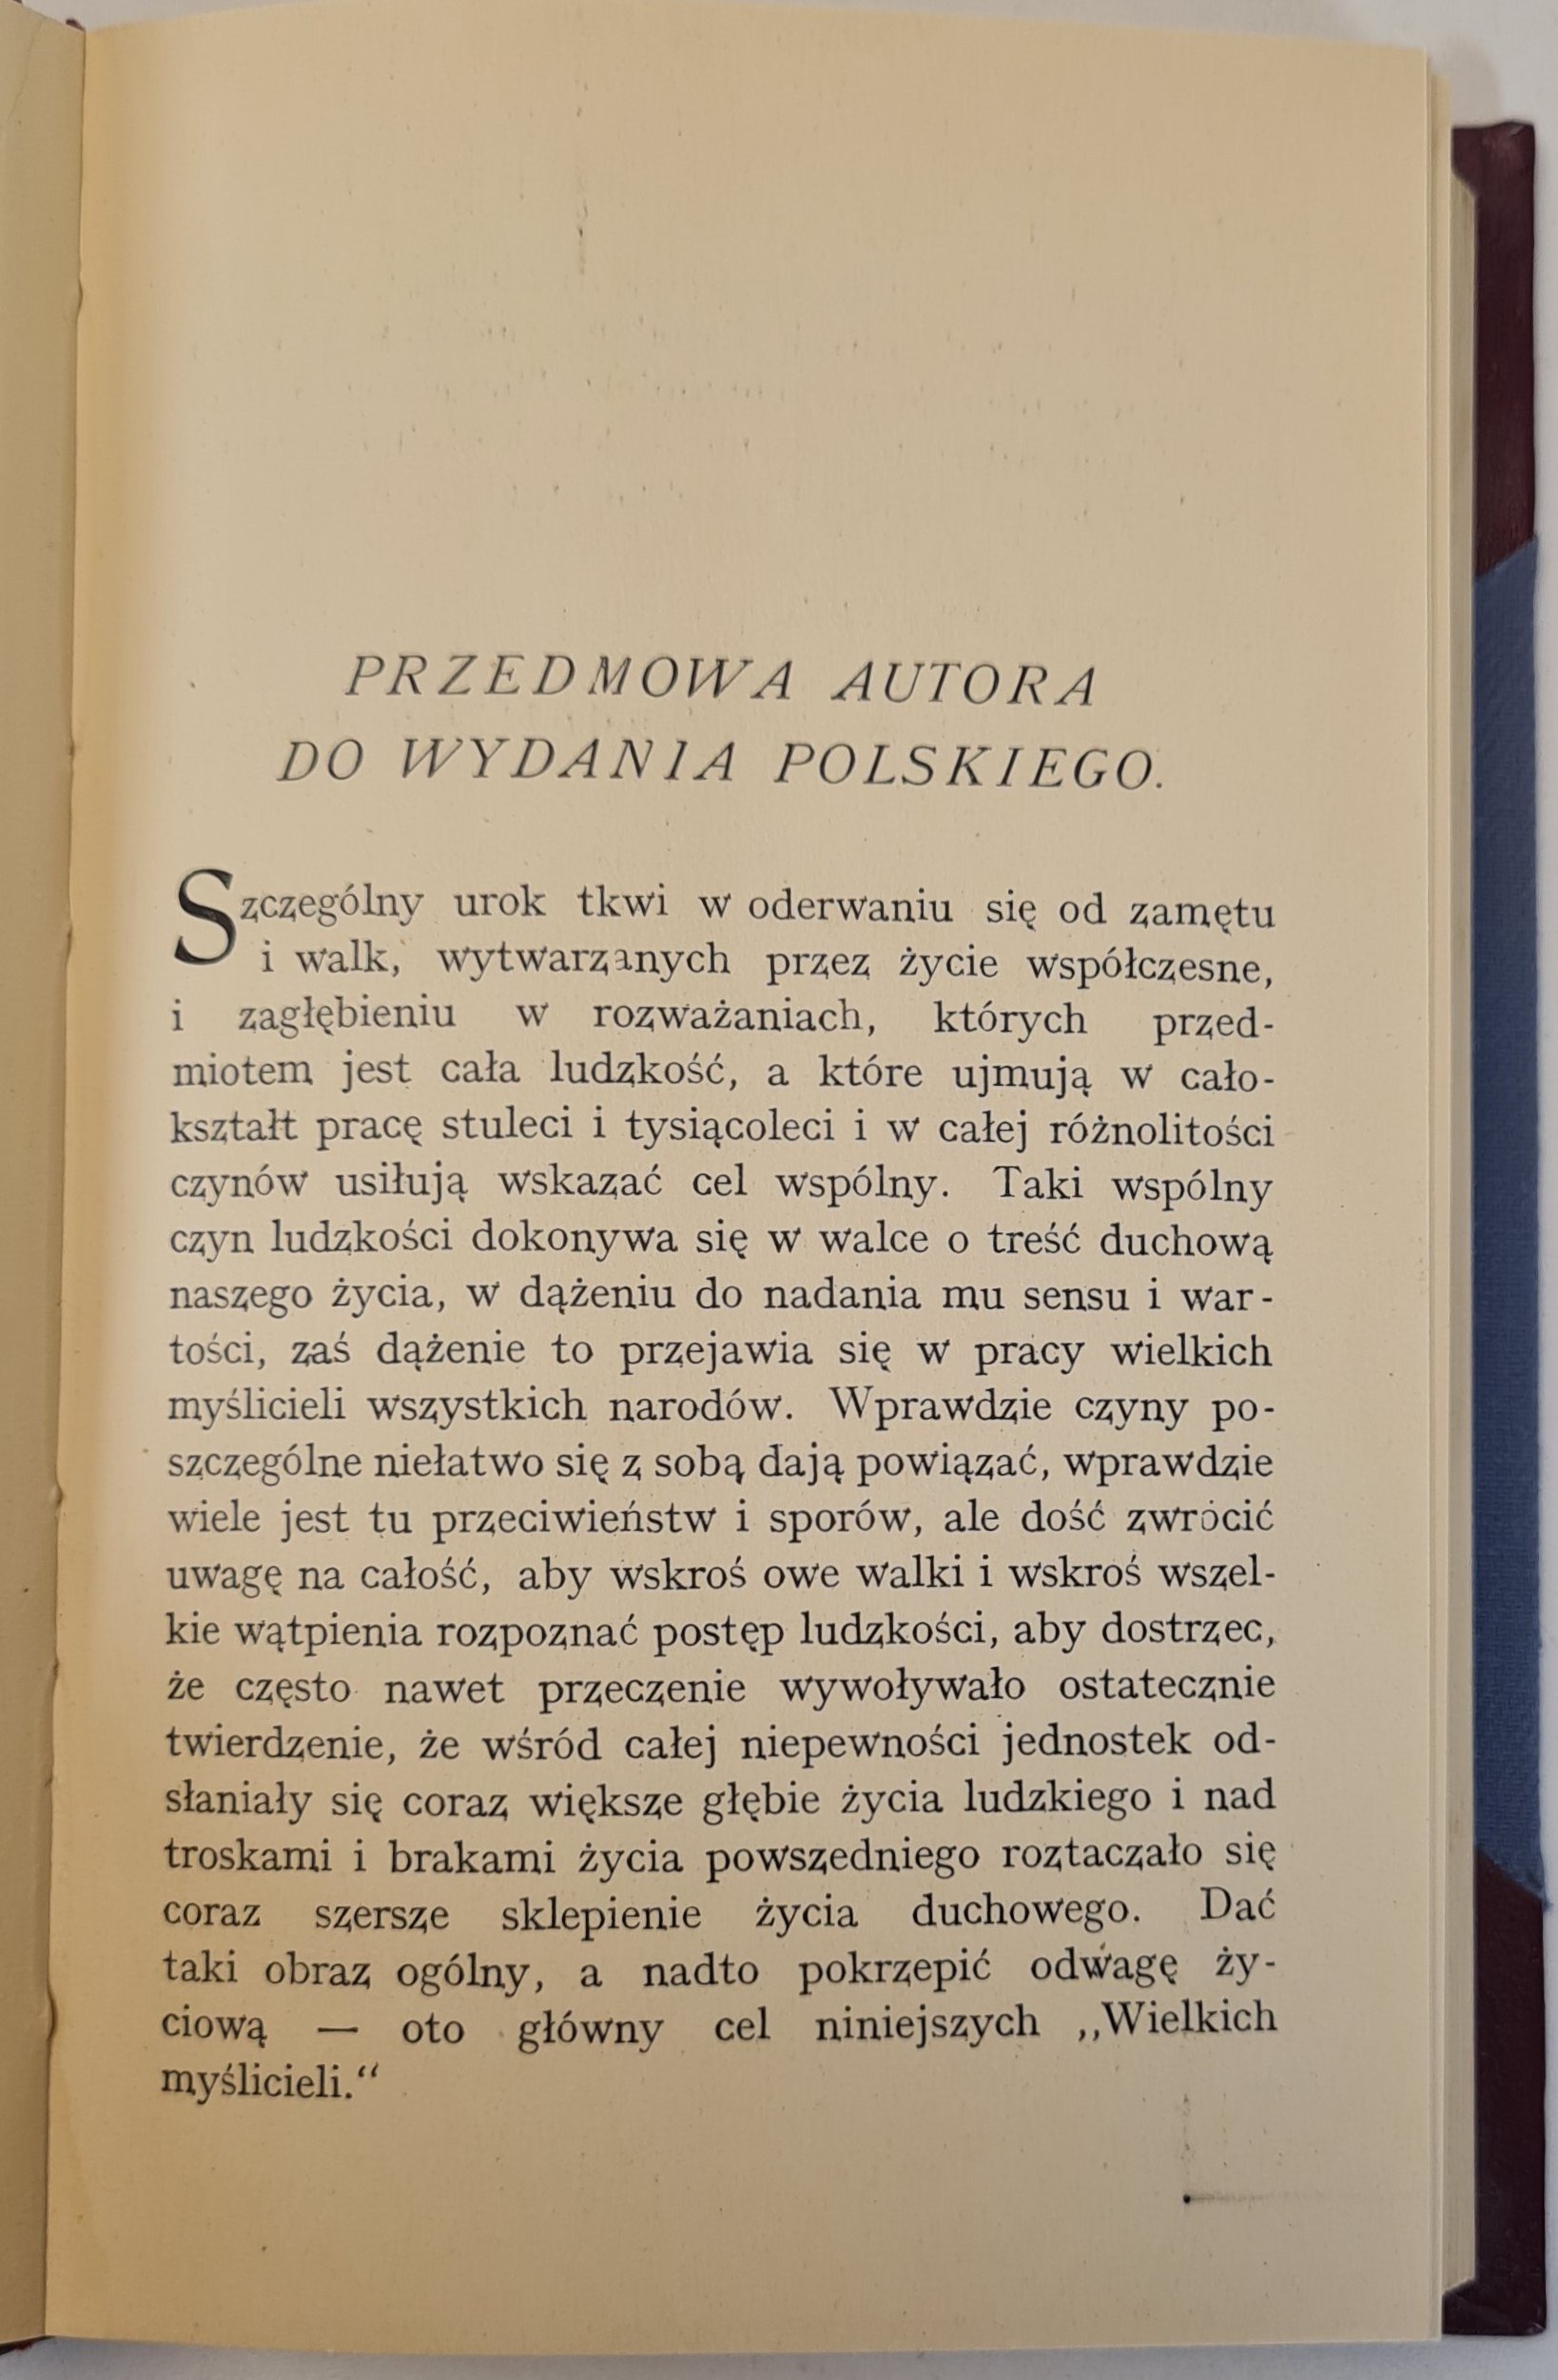 PRZEDMOWA AUTORA
DO WYDANIA POLSKIEGO.
Szczególny urok tkwi w oderwaniu się od zamętu
i walk, wytwarzanych przez życie współczesne,
i zagłębieniu w rozważaniach, których przed-
miotem jest cała ludzkość, a które ujmują w cało-
kształt pracę stuleci i tysiącoleci i w całej różnolitości
czynów usiłują wskazać cel wspólny. Taki wspólny
czyn ludzkości dokonywa się w walce o treść duchową
naszego życia, w dążeniu do nadania mu sensu i war-
tości, zaś dążenie to przejawia się w pracy wielkich
myślicieli wszystkich narodów. Wprawdzie czyny po-
szczególne niełatwo się z sobą dają powiązać, wprawdzie
wiele jest tu przeciwieństw i sporów, ale dość zwrócić
uwagę na całość, aby wskroś owe walki i wskroś wszel-
kie wątpienia rozpoznać postęp ludzkości, aby dostrzec,
że często nawet przeczenie wywoływało ostatecznie
twierdzenie, że wśród całej niepewności jednostek od-
słaniały się coraz większe głębie życia ludzkiego i nad
troskami i brakami życia powszedniego roztaczało się
coraz szersze sklepienie życia duchowego. Dać
taki obraz ogólny, a nadto pokrzepić odwagę ży-
ciową — oto główny cel niniejszych ,,Wielkich
myślicieli.“